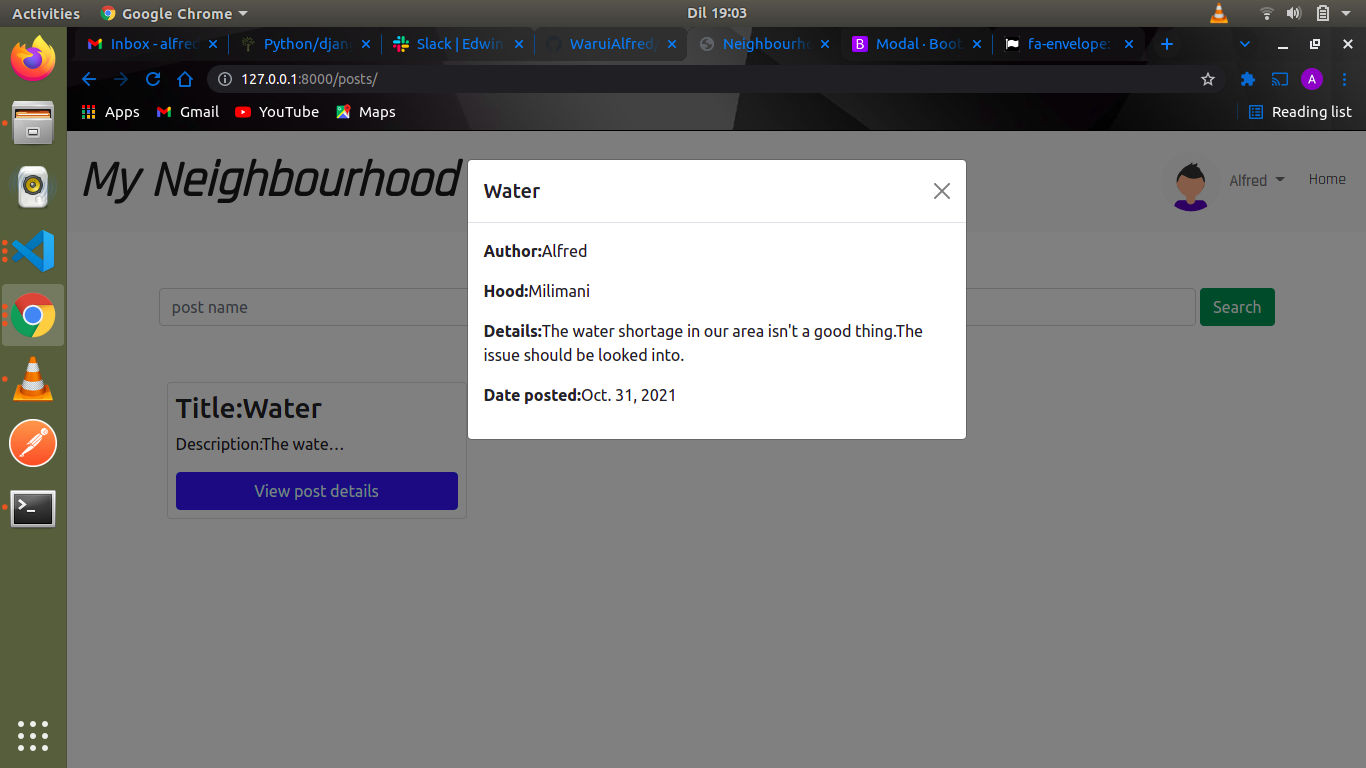 Activities
Google Chrome
Dil 19:03
Inbox - alfred
Python/djan
Slack | Edwin
WaruiAlfred
Neighbourho
Modal · Boot
fa-envelope:
127.0.0.1:8000/posts/
A
Apps
Gmail
YouTube
Maps
Reading list
My Neighbourhood
Alfred
Home
post name
Search
Title:Water
Description:The wate…
View post details
Water
Author:Alfred
Hood:Milimani
Details:The water shortage in our area isn't a good thing.The
issue should be looked into.
Date posted:Oct. 31, 2021